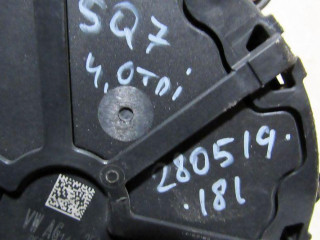 SQ7
4.0TDi
280519.
.181
VW AG